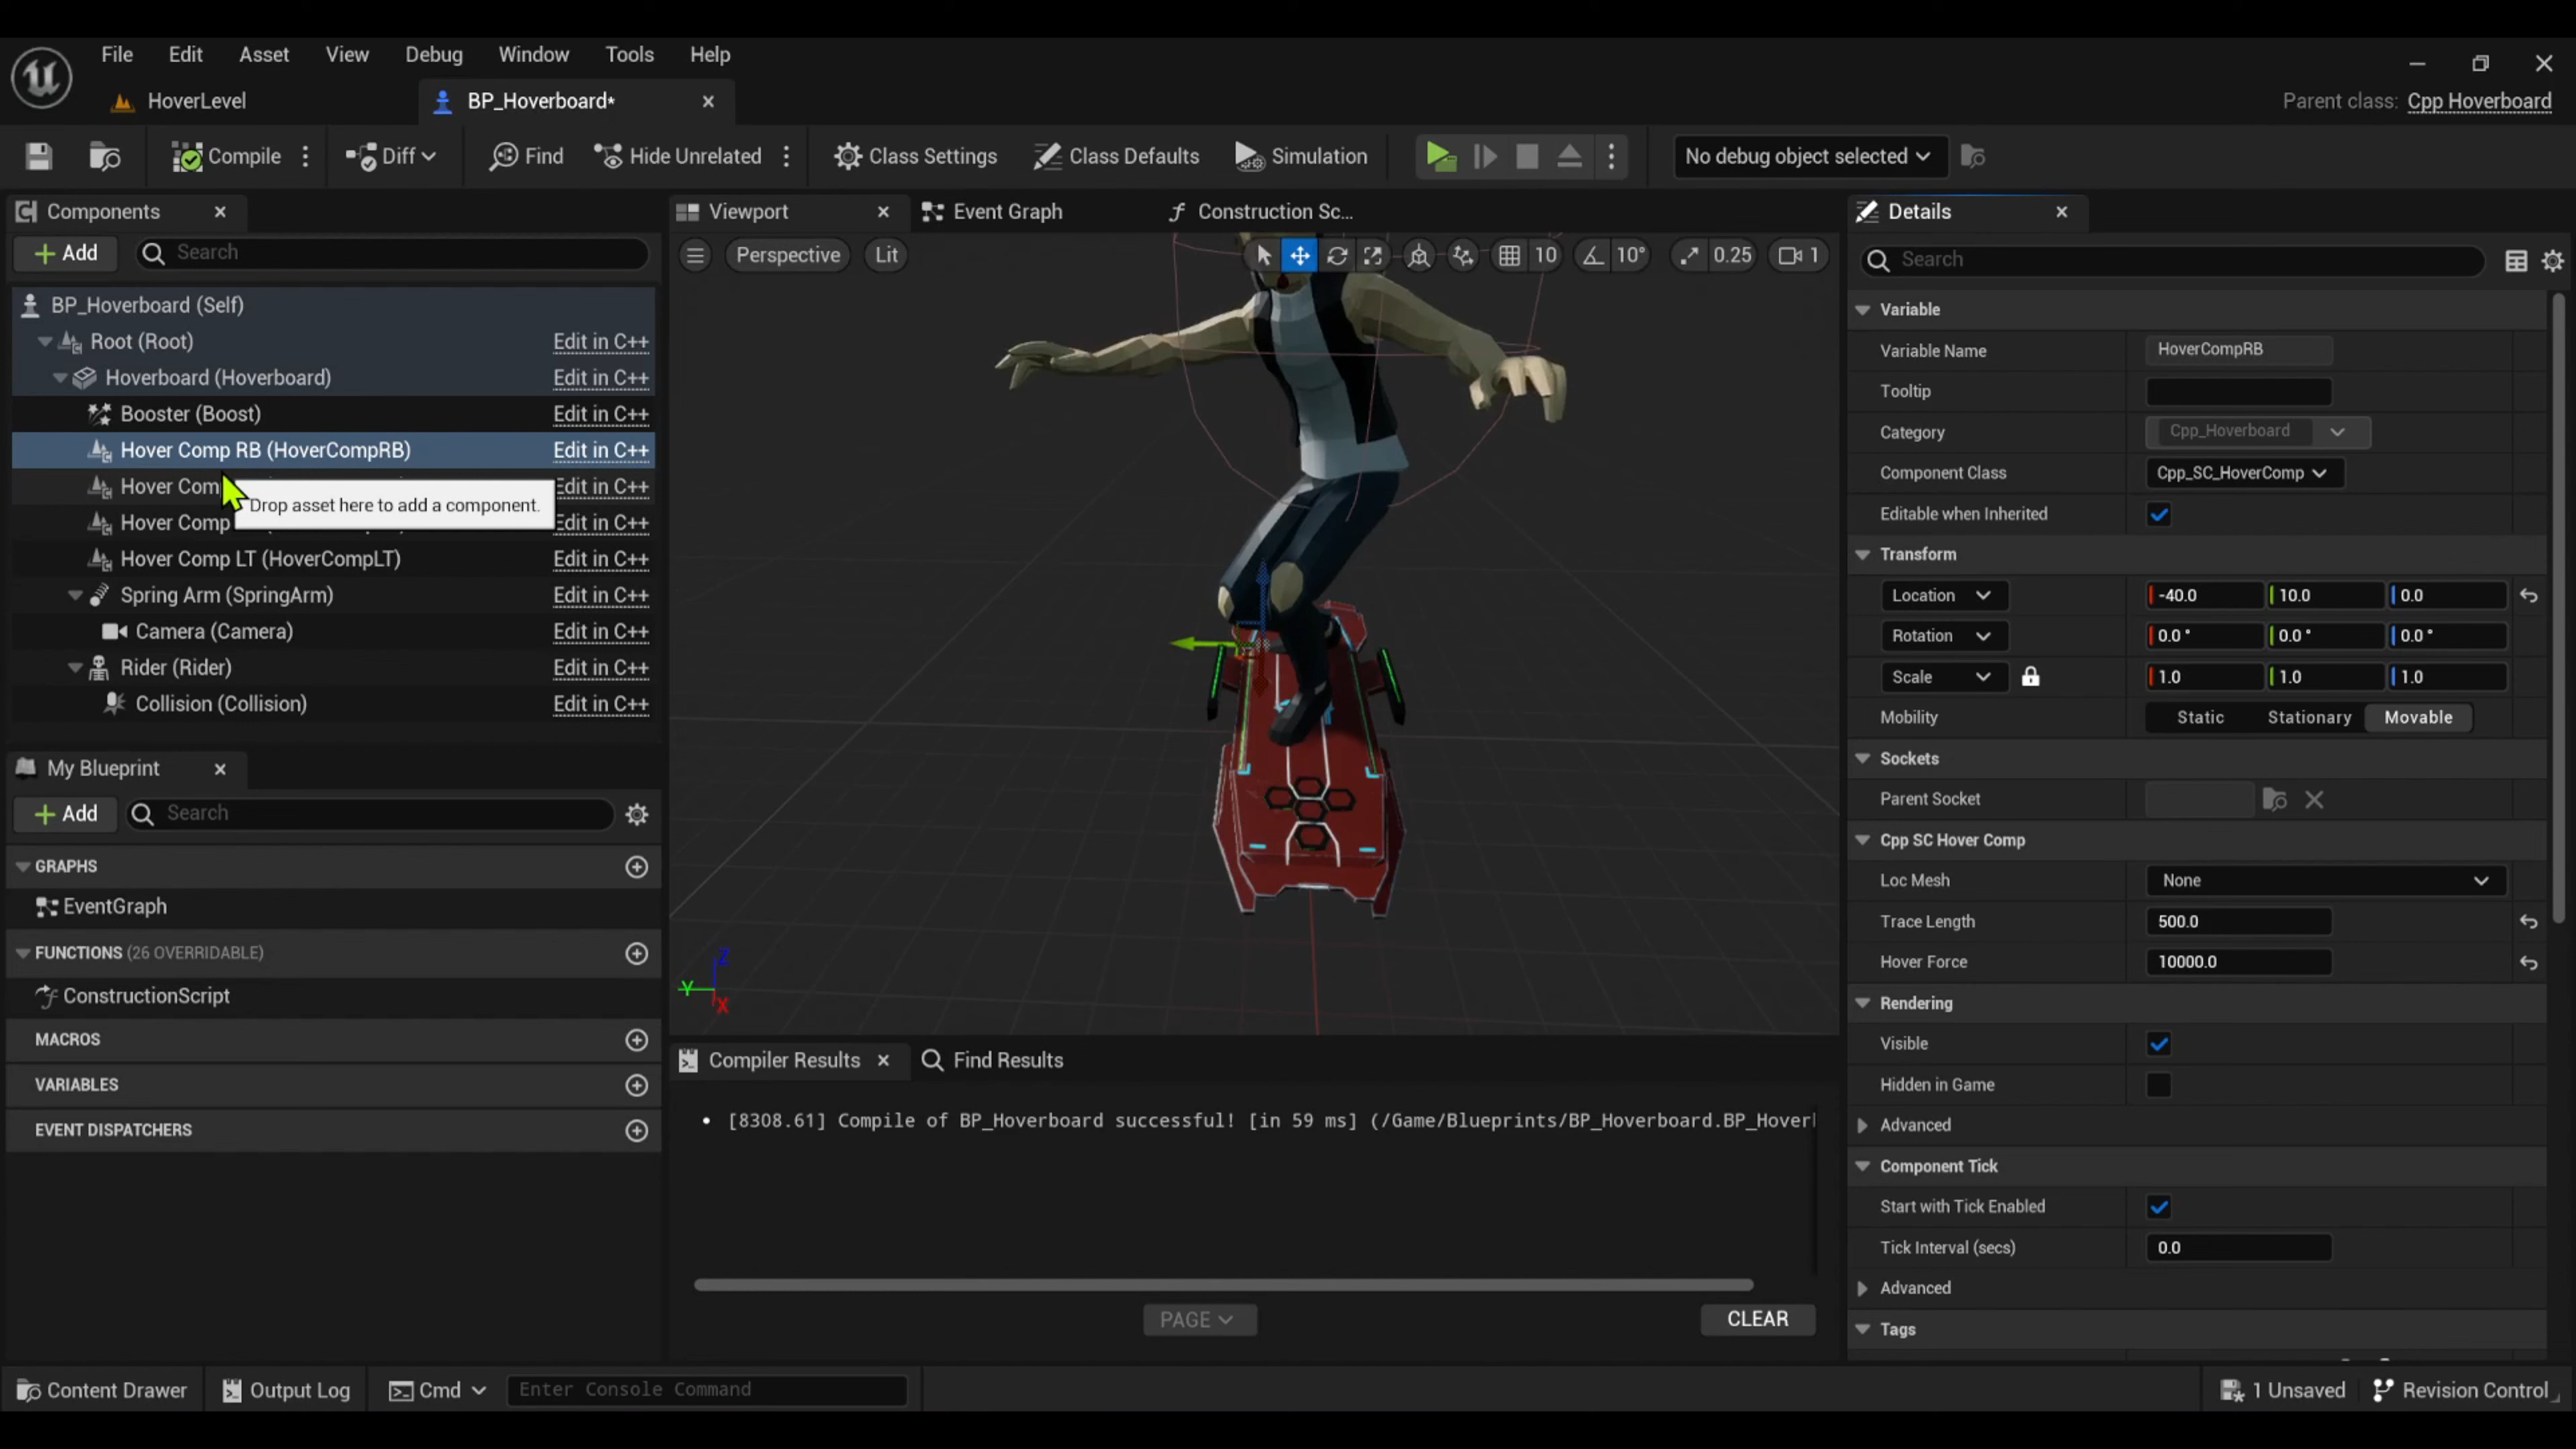 File Edit Asset View Debug Window Tools Help
HoverLevel BP_Hoverboard* Parent class: Cpp Hoverboard
Compile Diff Find Hide Unrelated Class Settings Class Defaults Simulation No debug object selected
Components Viewport Event Graph Construction Sc... Details
Add Search Perspective Lit 10 10° 0.25 1 Search
BP_Hoverboard (Self)
Root (Root) Edit in C++
Hoverboard (Hoverboard) Edit in C++
Booster (Boost) Edit in C++
Hover Comp RB (HoverCompRB) Edit in C++
Hover Com Edit in C++
Drop asset here to add a component.
Hover Comp Edit in C++
Hover Comp LT (HoverCompLT) Edit in C++
Spring Arm (SpringArm) Edit in C++
Camera (Camera) Edit in C++
Rider (Rider) Edit in C++
Collision (Collision) Edit in C++
My Blueprint
Add Search
GRAPHS
EventGraph
FUNCTIONS (26 OVERRIDABLE)
ConstructionScript
MACROS
VARIABLES
EVENT DISPATCHERS
Z
Y
X
Compiler Results Find Results
[8308.61] Compile of BP_Hoverboard successful! [in 59 ms] (/Game/Blueprints/BP_Hoverboard.BP_Hover
PAGE CLEAR
Variable
Variable Name HoverCompRB
Tooltip
Category Cpp_Hoverboard
Component Class Cpp_SC_HoverComp
Editable when Inherited
Transform
Location -40.0 10.0 0.0
Rotation 0.0 ° 0.0 ° 0.0 °
Scale 1.0 1.0 1.0
Mobility Static Stationary Movable
Sockets
Parent Socket
Cpp SC Hover Comp
Loc Mesh None
Trace Length 500.0
Hover Force 10000.0
Rendering
Visible
Hidden in Game
Advanced
Component Tick
Start with Tick Enabled
Tick Interval (secs) 0.0
Advanced
Tags
Content Drawer Output Log Cmd Enter Console Command 1 Unsaved Revision Control